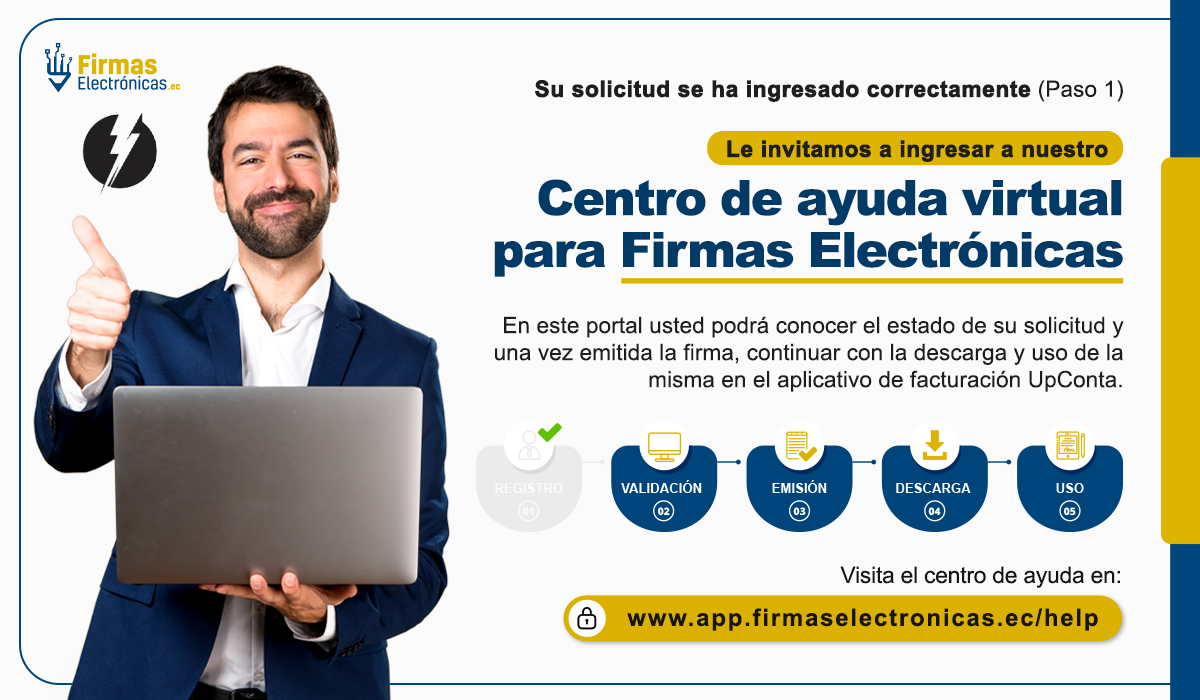 Firmas
Electrónicas.ec
Su solicitud se ha ingresado correctamente (Paso 1)
Le invitamos a ingresar a nuestro
Centro de ayuda virtual
para Firmas Electrónicas
En este portal usted podrá conocer el estado de su solicitud y
una vez emitida la firma, continuar con la descarga y uso de la
misma en el aplicativo de facturación UpConta.
REGISTRO
01
VALIDACIÓN
02
EMISIÓN
03
DESCARGA
04
USO
05
Visita el centro de ayuda en:
www.app.firmaselectronicas.ec/help